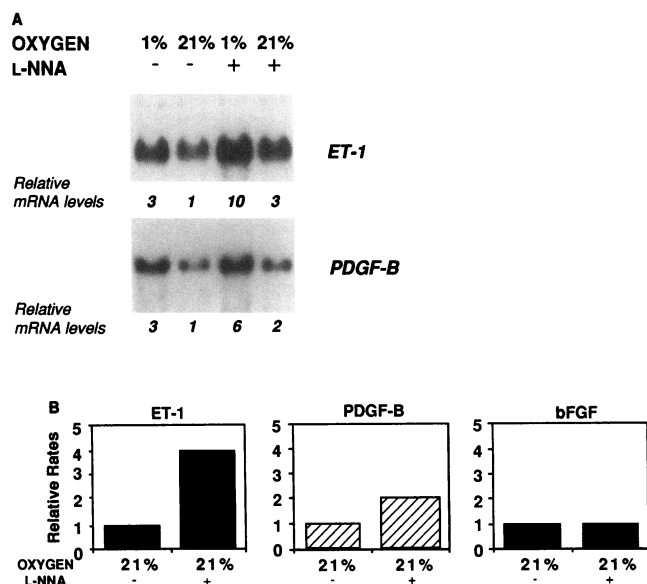 A
OXYGEN 1% 21% 1% 21%
L-NNA - - + +
ET-1
Relative
mRNA levels 3 1 10 3
PDGF-B
Relative
mRNA levels 3 1 6 2
B
ET-1 PDGF-B bFGF
Relative Rates
5 5 5
4 4 4
3 3 3
2 2 2
1 1 1
0 0 0
OXYGEN 21% 21% 21% 21% 21% 21%
L-NNA - + - + - +